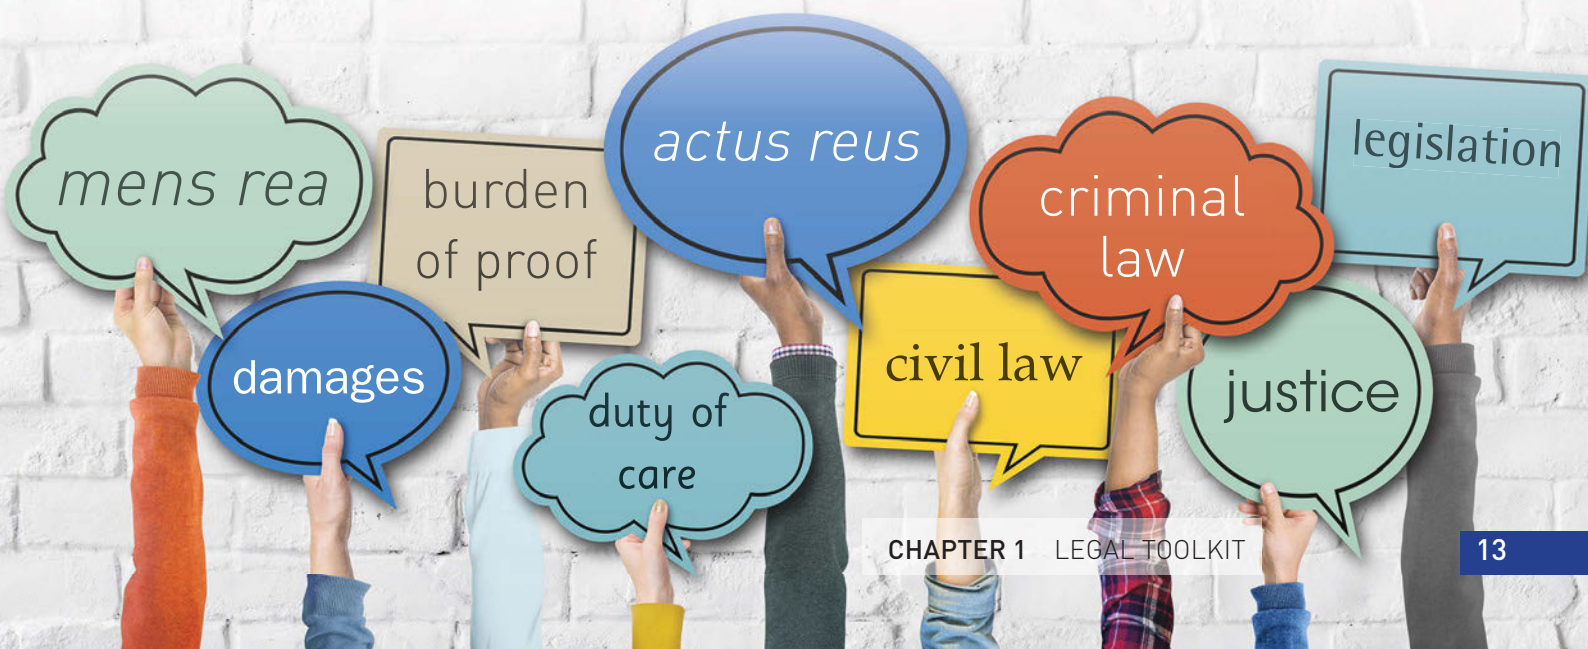 mens rea
burden
of proof
actus reus
criminal
law
legislation
damages
duty of
care
civil law
justice
CHAPTER 1 LEGAL TOOLKIT
13